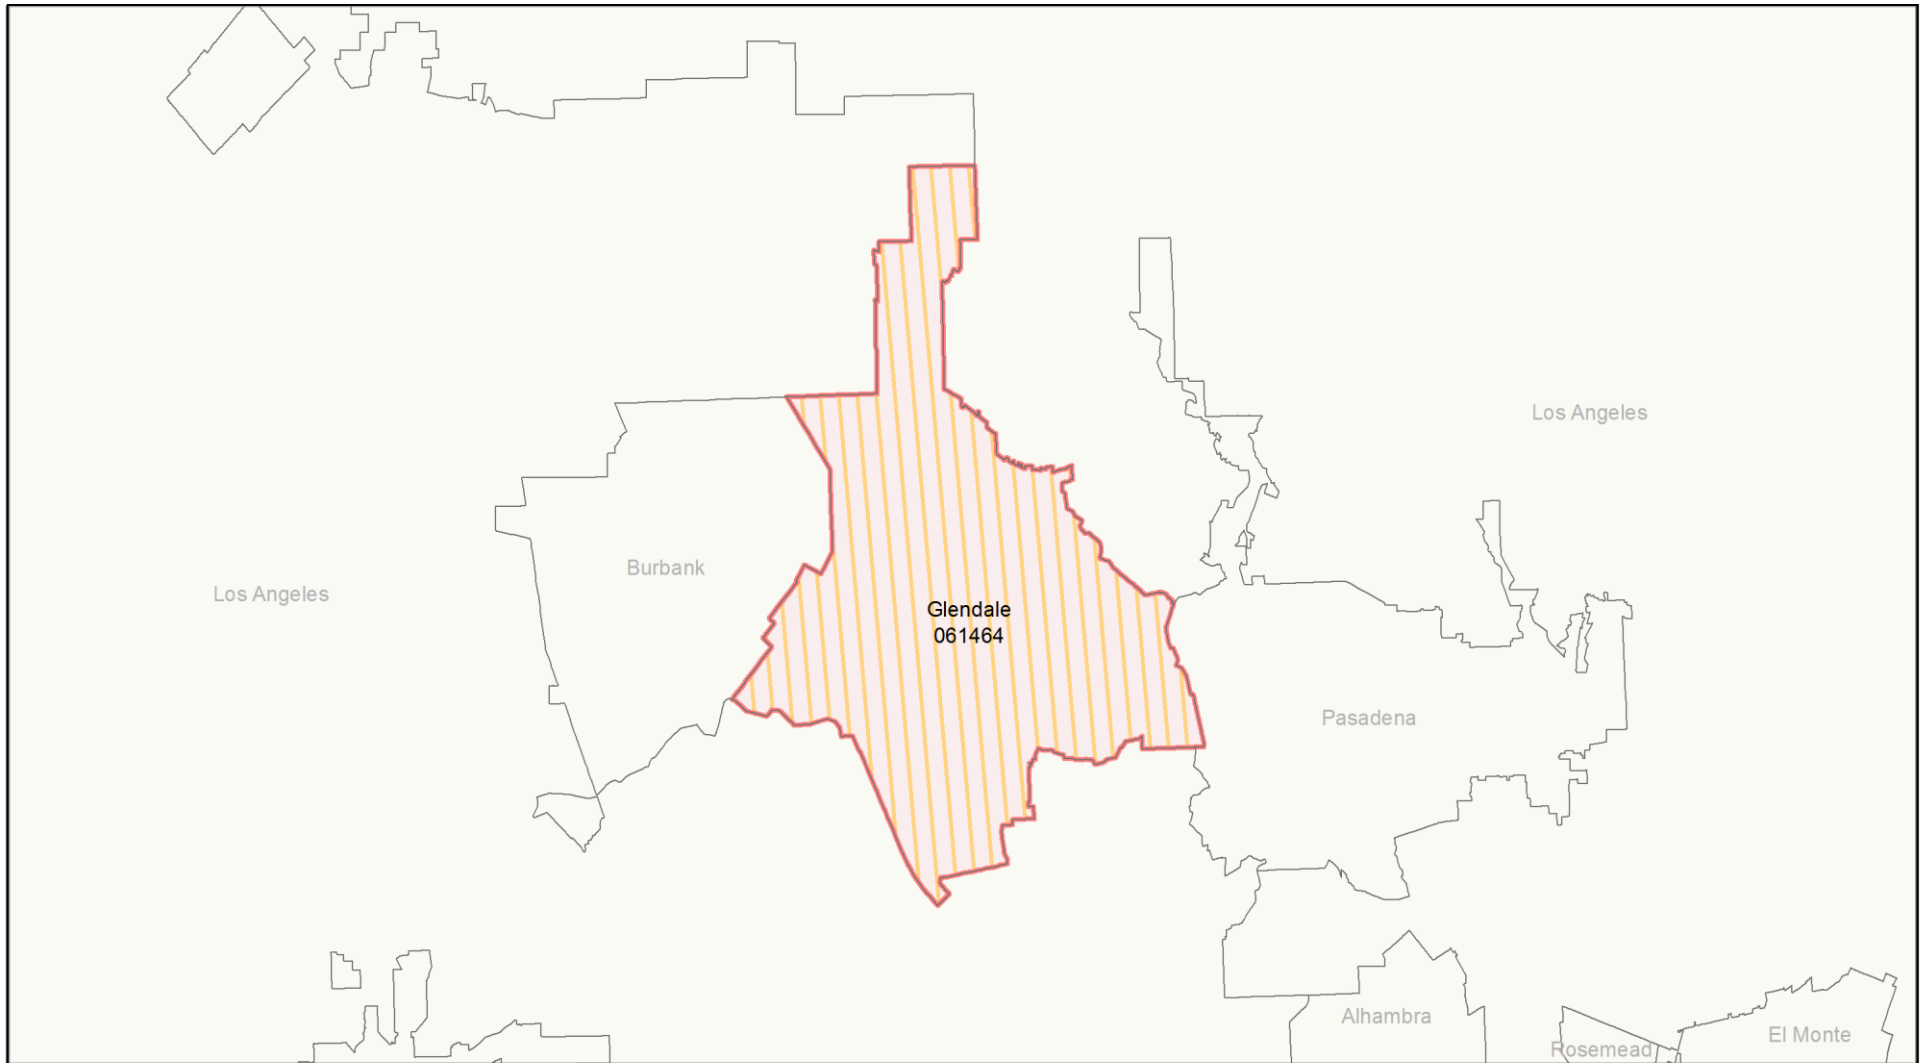 Los Angeles
Burbank
Los Angeles
Glendale
061464
Pasadena
Alhambra
El Monte
Rosemead